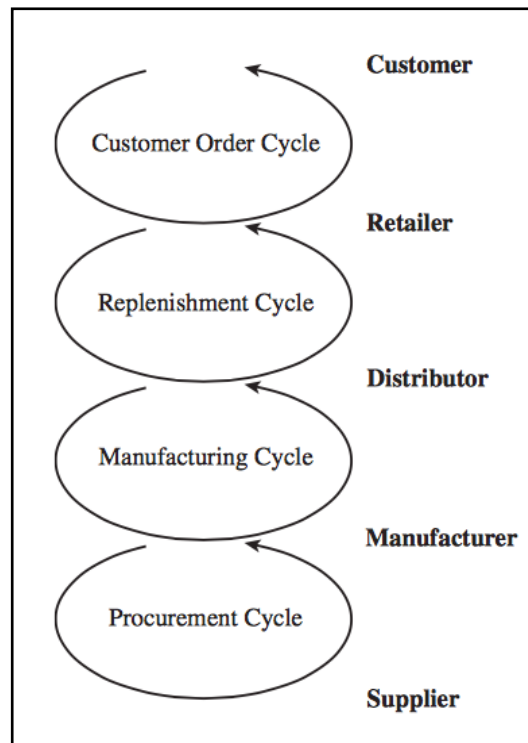 Customer
Customer Order Cycle
Retailer
Replenishment Cycle
Distributor
Manufacturing Cycle
Manufacturer
Procurement Cycle
Supplier